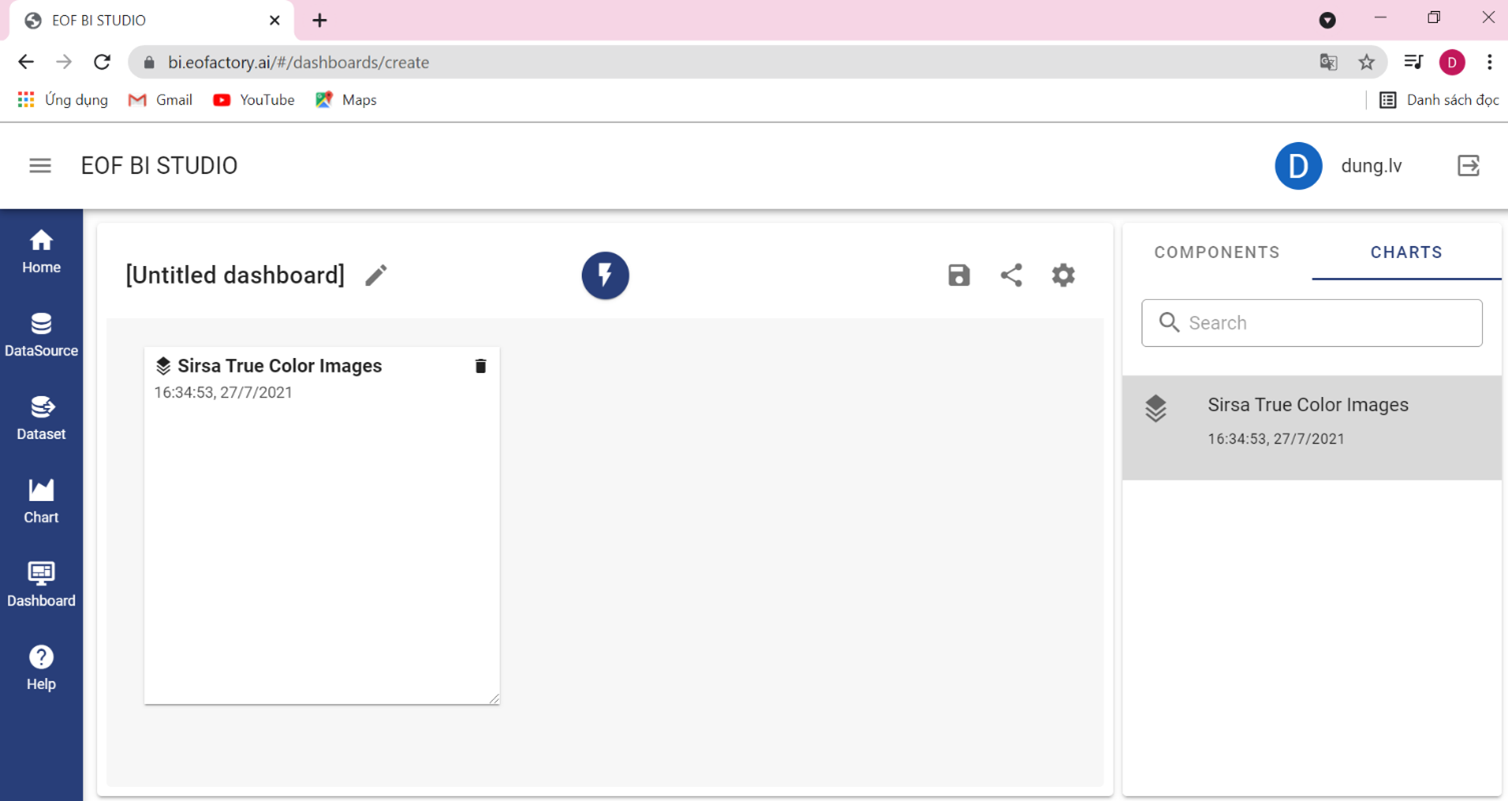 EOF BI STUDIO
bi.eofactory.ai/#/dashboards/create
D
Ứng dụng Gmail YouTube Maps Danh sách đọc
EOF BI STUDIO
D dung.lv
Home
DataSource
Dataset
Chart
Dashboard
Help
[Untitled dashboard]
Sirsa True Color Images
16:34:53, 27/7/2021
COMPONENTS CHARTS
Search
Sirsa True Color Images
16:34:53, 27/7/2021